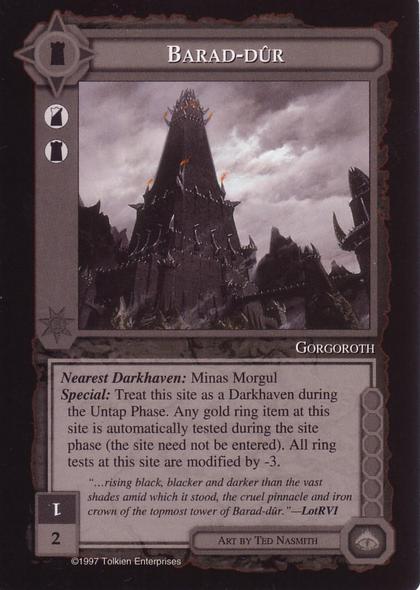 BARAD-DÛR
GORGOROTH
Nearest Darkhaven: Minas Morgul
Special: Treat this site as a Darkhaven during
the Untap Phase. Any gold ring item at this
site is automatically tested during the site
phase (the site need not be entered). All ring
tests at this site are modified by -3.
"…rising black, blacker and darker than the vast
shades amid which it stood, the cruel pinnacle and iron
crown of the topmost tower of Barad-dûr."—LotRVI
1
2
ART BY TED NASMITH
©1997 Tolkien Enterprises